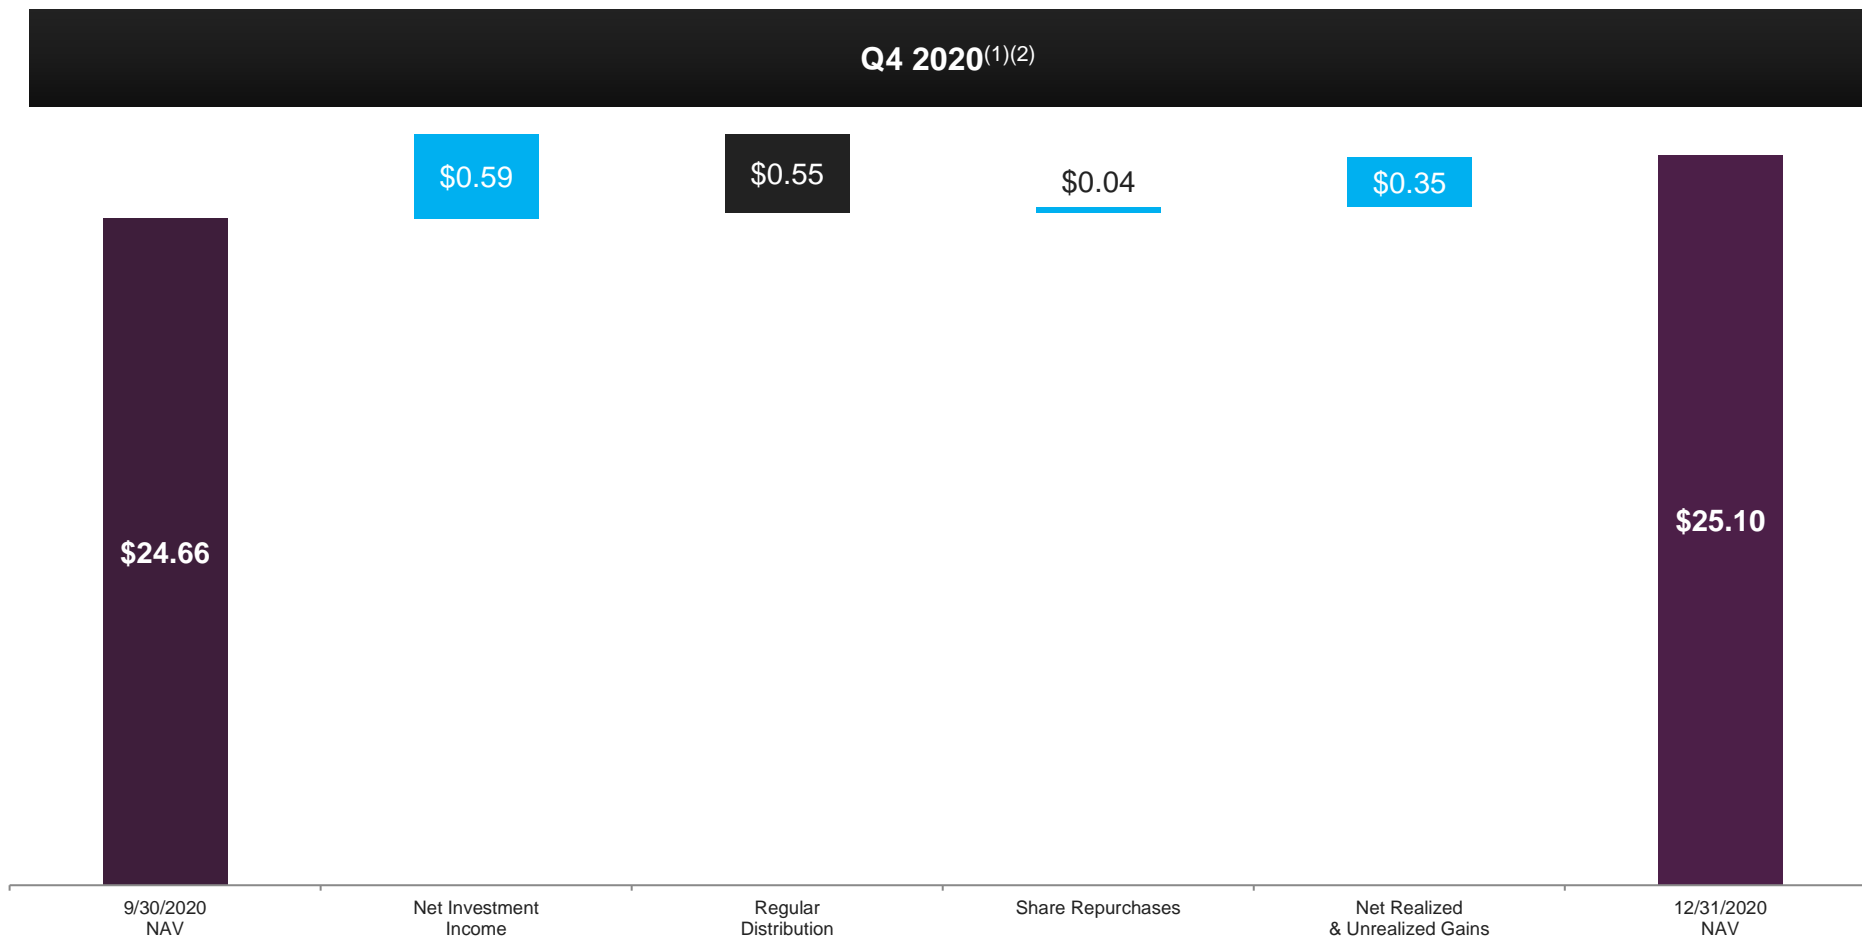 Q4 2020(1)(2)
$0.59
$0.55
$0.04
$0.35
$24.66
$25.10
9/30/2020
NAV
Net Investment
Income
Regular
Distribution
Share Repurchases
Net Realized
& Unrealized Gains
12/31/2020
NAV